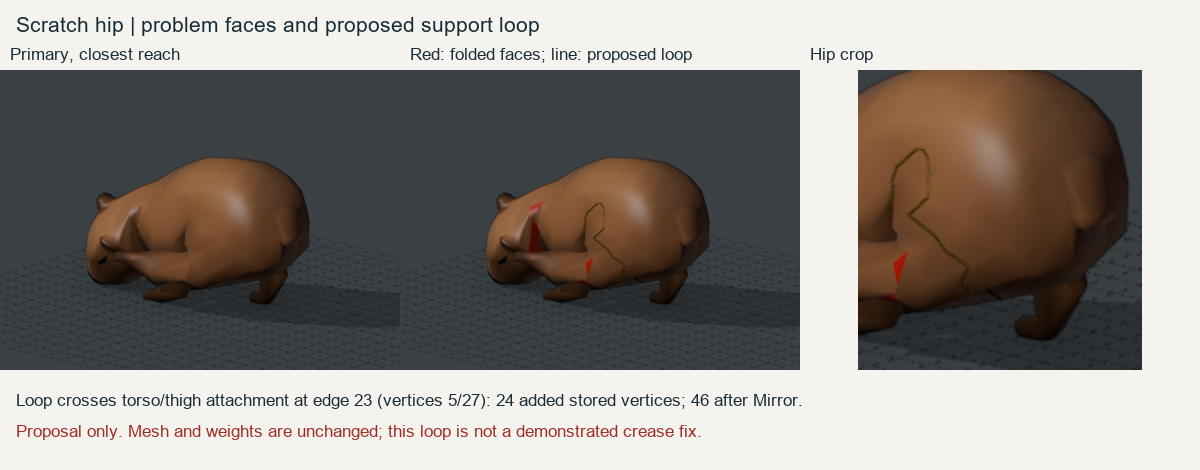 Scratch hip | problem faces and proposed support loop
Primary, closest reach
Red: folded faces; line: proposed loop
Hip crop
Loop crosses torso/thigh attachment at edge 23 (vertices 5/27): 24 added stored vertices; 46 after Mirror.
Proposal only. Mesh and weights are unchanged; this loop is not a demonstrated crease fix.